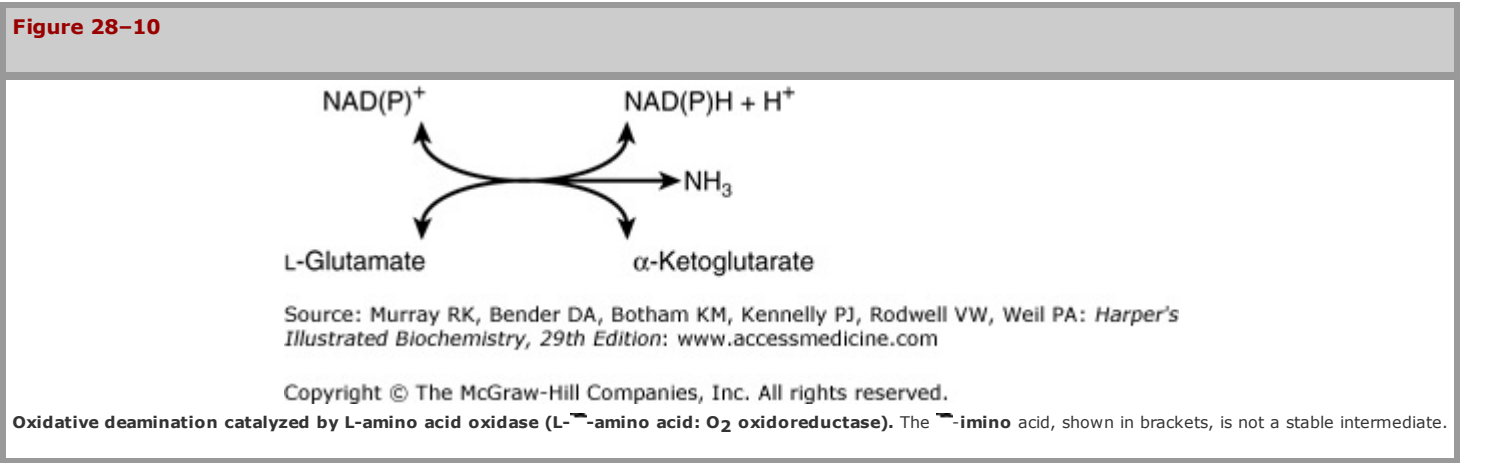 Figure 28–10
NAD(P)⁺ NAD(P)H + H⁺
NH₃
L-Glutamate α-Ketoglutarate
Source: Murray RK, Bender DA, Botham KM, Kennelly PJ, Rodwell VW, Weil PA: Harper's
Illustrated Biochemistry, 29th Edition: www.accessmedicine.com
Copyright © The McGraw-Hill Companies, Inc. All rights reserved.
Oxidative deamination catalyzed by L-amino acid oxidase (L- -amino acid: O₂ oxidoreductase). The -imino acid, shown in brackets, is not a stable intermediate.